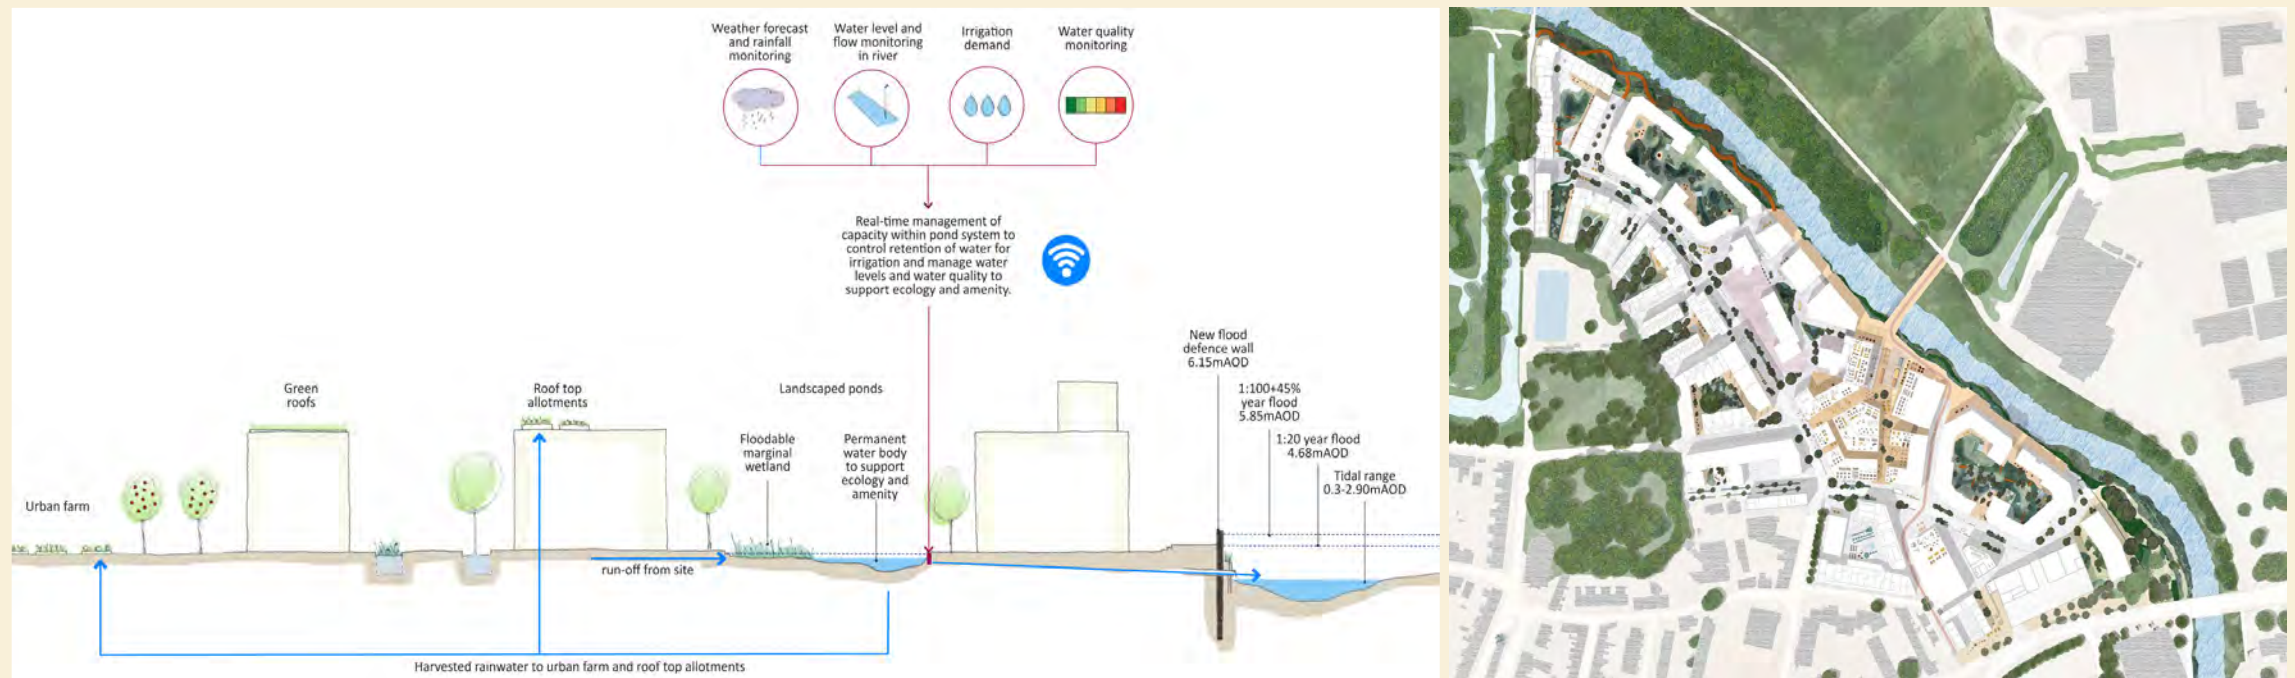 Weather forecast
and rainfall
monitoring
Water level and
flow monitoring
in river
Irrigation
demand
Water quality
monitoring
Real-time management of
capacity within pond system to
control retention of water for
irrigation and manage water
levels and water quality to
support ecology and amenity.
New flood
defence wall
6.15mAOD
1:100+45%
year flood
5.85mAOD
1:20 year flood
4.68mAOD
Tidal range
0.3-2.90mAOD
Green
roofs
Roof top
allotments
Landscaped ponds
Floodable
marginal
wetland
Permanent
water body
to support
ecology and
amenity
Urban farm
run-off from site
Harvested rainwater to urban farm and roof top allotments